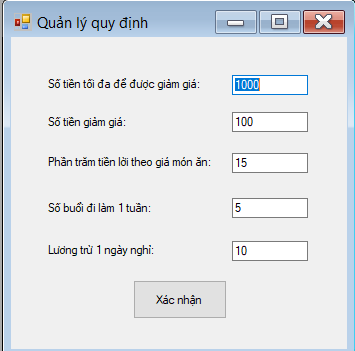 Quản lý quy định
Số tiền tối đa để được giảm giá: 1000
Số tiền giảm giá: 100
Phần trăm tiền lời theo giá món ăn: 15
Số buổi đi làm 1 tuần: 5
Lương trừ 1 ngày nghỉ: 10
Xác nhận